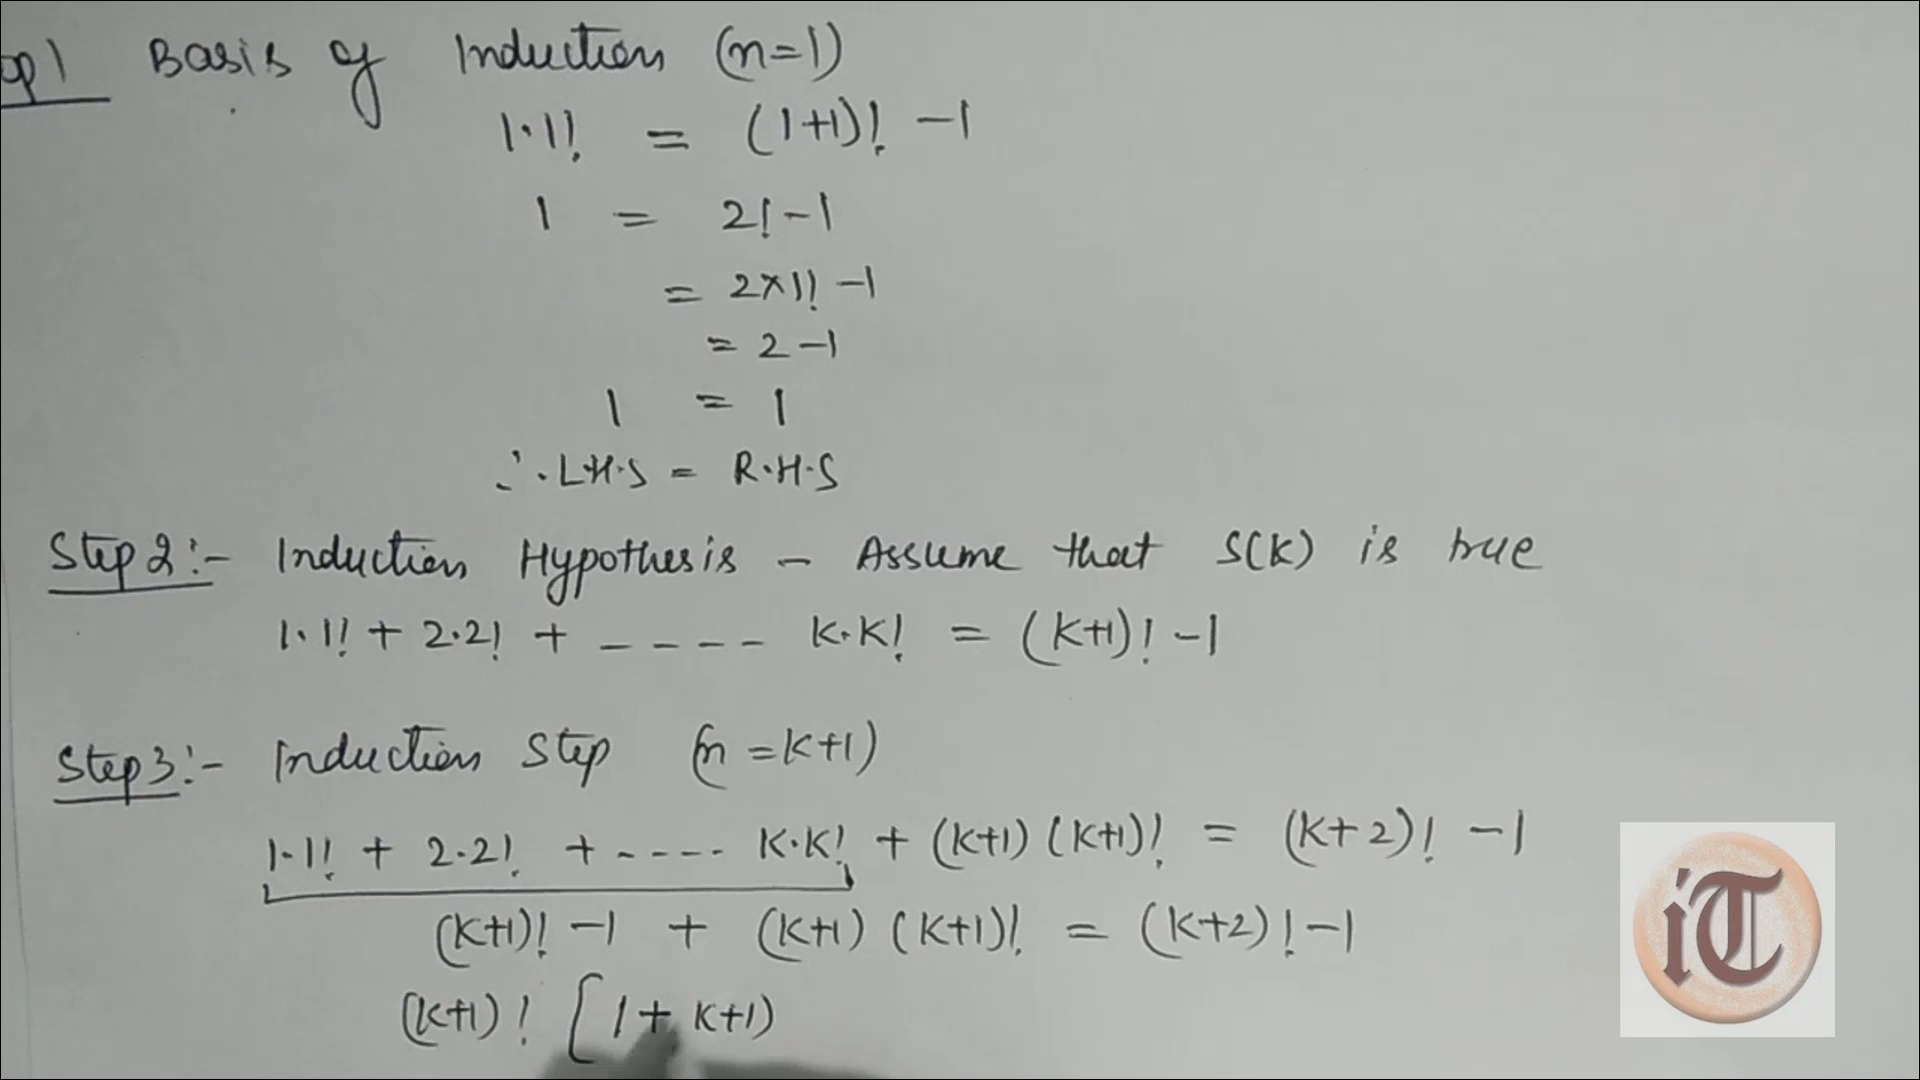 ep 1 Basis of Induction (n=1)
1·1! = (1+1)! -1
1 = 2!-1
= 2×1! -1
= 2-1
1 = 1
∴ L.H.S = R.H.S
Step 2:- Induction Hypothesis - Assume that S(K) is true
1·1! + 2·2! + ---- K·K! = (K+1)! -1
Step 3:- Induction Step (n = K+1)
1·1! + 2·2! + ---- K·K! + (K+1) (K+1)! = (K+2)! -1
(K+1)! -1 + (K+1) (K+1)! = (K+2)! -1
(K+1)! [1+ K+1)
iT